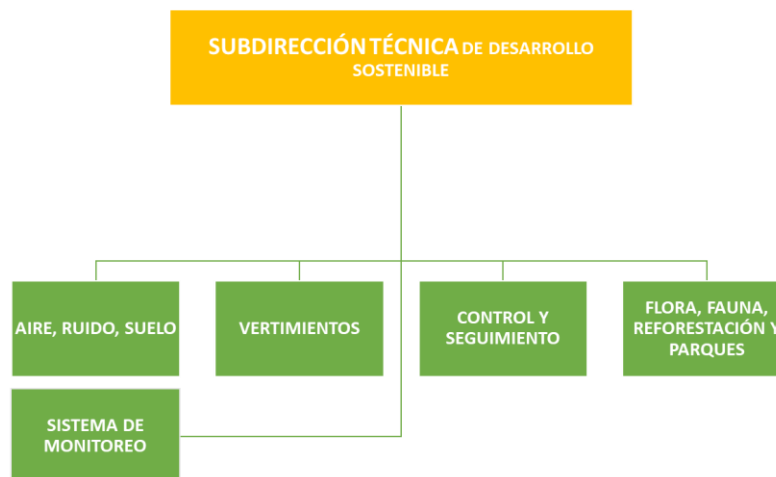 SUBDIRECCIÓN TÉCNICA DE DESARROLLO
SOSTENIBLE
AIRE, RUIDO, SUELO
VERTIMIENTOS
CONTROL Y
SEGUIMIENTO
FLORA, FAUNA,
REFORESTACIÓN Y
PARQUES
SISTEMA DE
MONITOREO